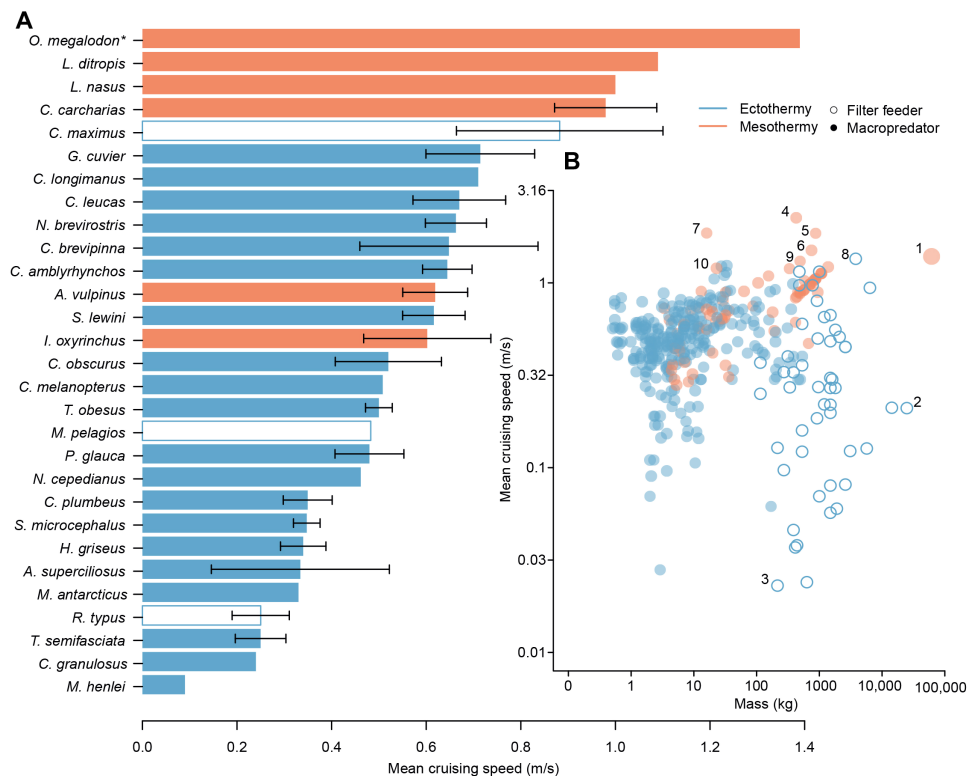 A
O. megalodon*
L. ditropis
L. nasus
C. carcharias
C. maximus
G. cuvier
C. longimanus
C. leucas
N. brevirostris
C. brevipinna
C. amblyrhynchos
A. vulpinus
S. lewini
I. oxyrinchus
C. obscurus
C. melanopterus
T. obesus
M. pelagios
P. glauca
N. cepedianus
C. plumbeus
S. microcephalus
H. griseus
A. superciliosus
M. antarcticus
R. typus
T. semifasciata
C. granulosus
M. henlei
0.0 0.2 0.4 0.6 0.8 1.0 1.2 1.4
Mean cruising speed (m/s)
Ectothermy Filter feeder
Mesothermy Macropredator
B
3.16
1
0.32
0.1
0.03
0.01
Mean cruising speed (m/s)
4
7 5
6 8 1
9
10
2
3
0 1 10 100 1000 10,000 100,000
Mass (kg)